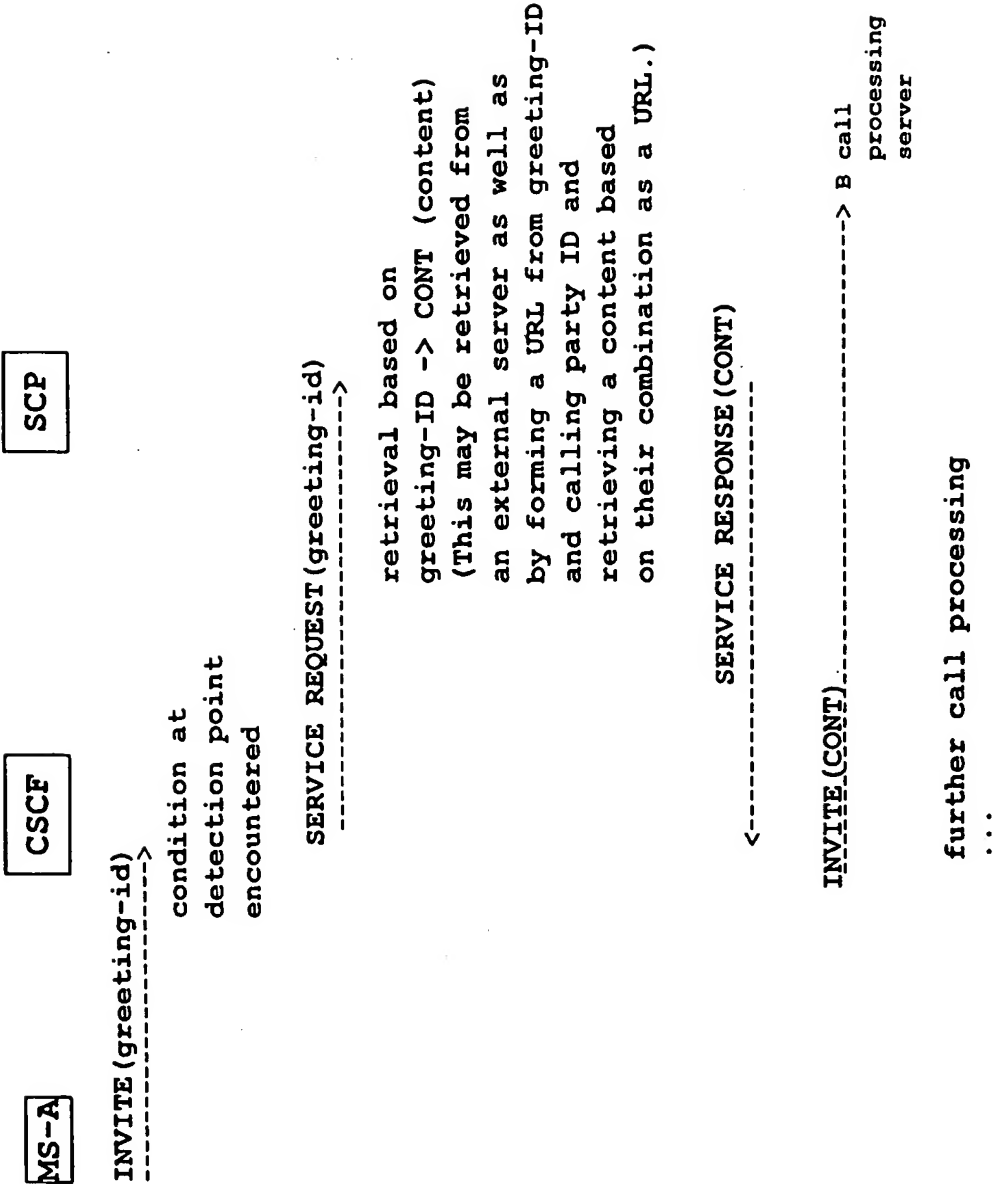 MS-A
CSCF
SCP
INVITE(greeting-id)
---------------------->
condition at
detection point
encountered
SERVICE REQUEST(greeting-id)
------------------------------->
retrieval based on
greeting-ID -> CONT (content)
(This may be retrieved from
an external server as well as
by forming a URL from greeting-ID
and calling party ID and
retrieving a content based
on their combination as a URL.)
SERVICE RESPONSE(CONT)
<-------------------------------
INVITE(CONT)
-----------------------------------------------> B call
processing
server
further call processing
...